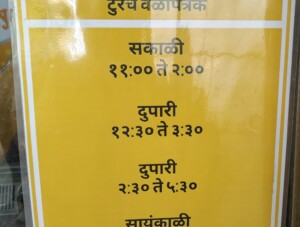 टुरचे वेळापत्रक
सकाळी
११:०० ते २:००
दुपारी
१२:३० ते ३:३०
दुपारी
२:३० ते ५:३०
सायंकाळी